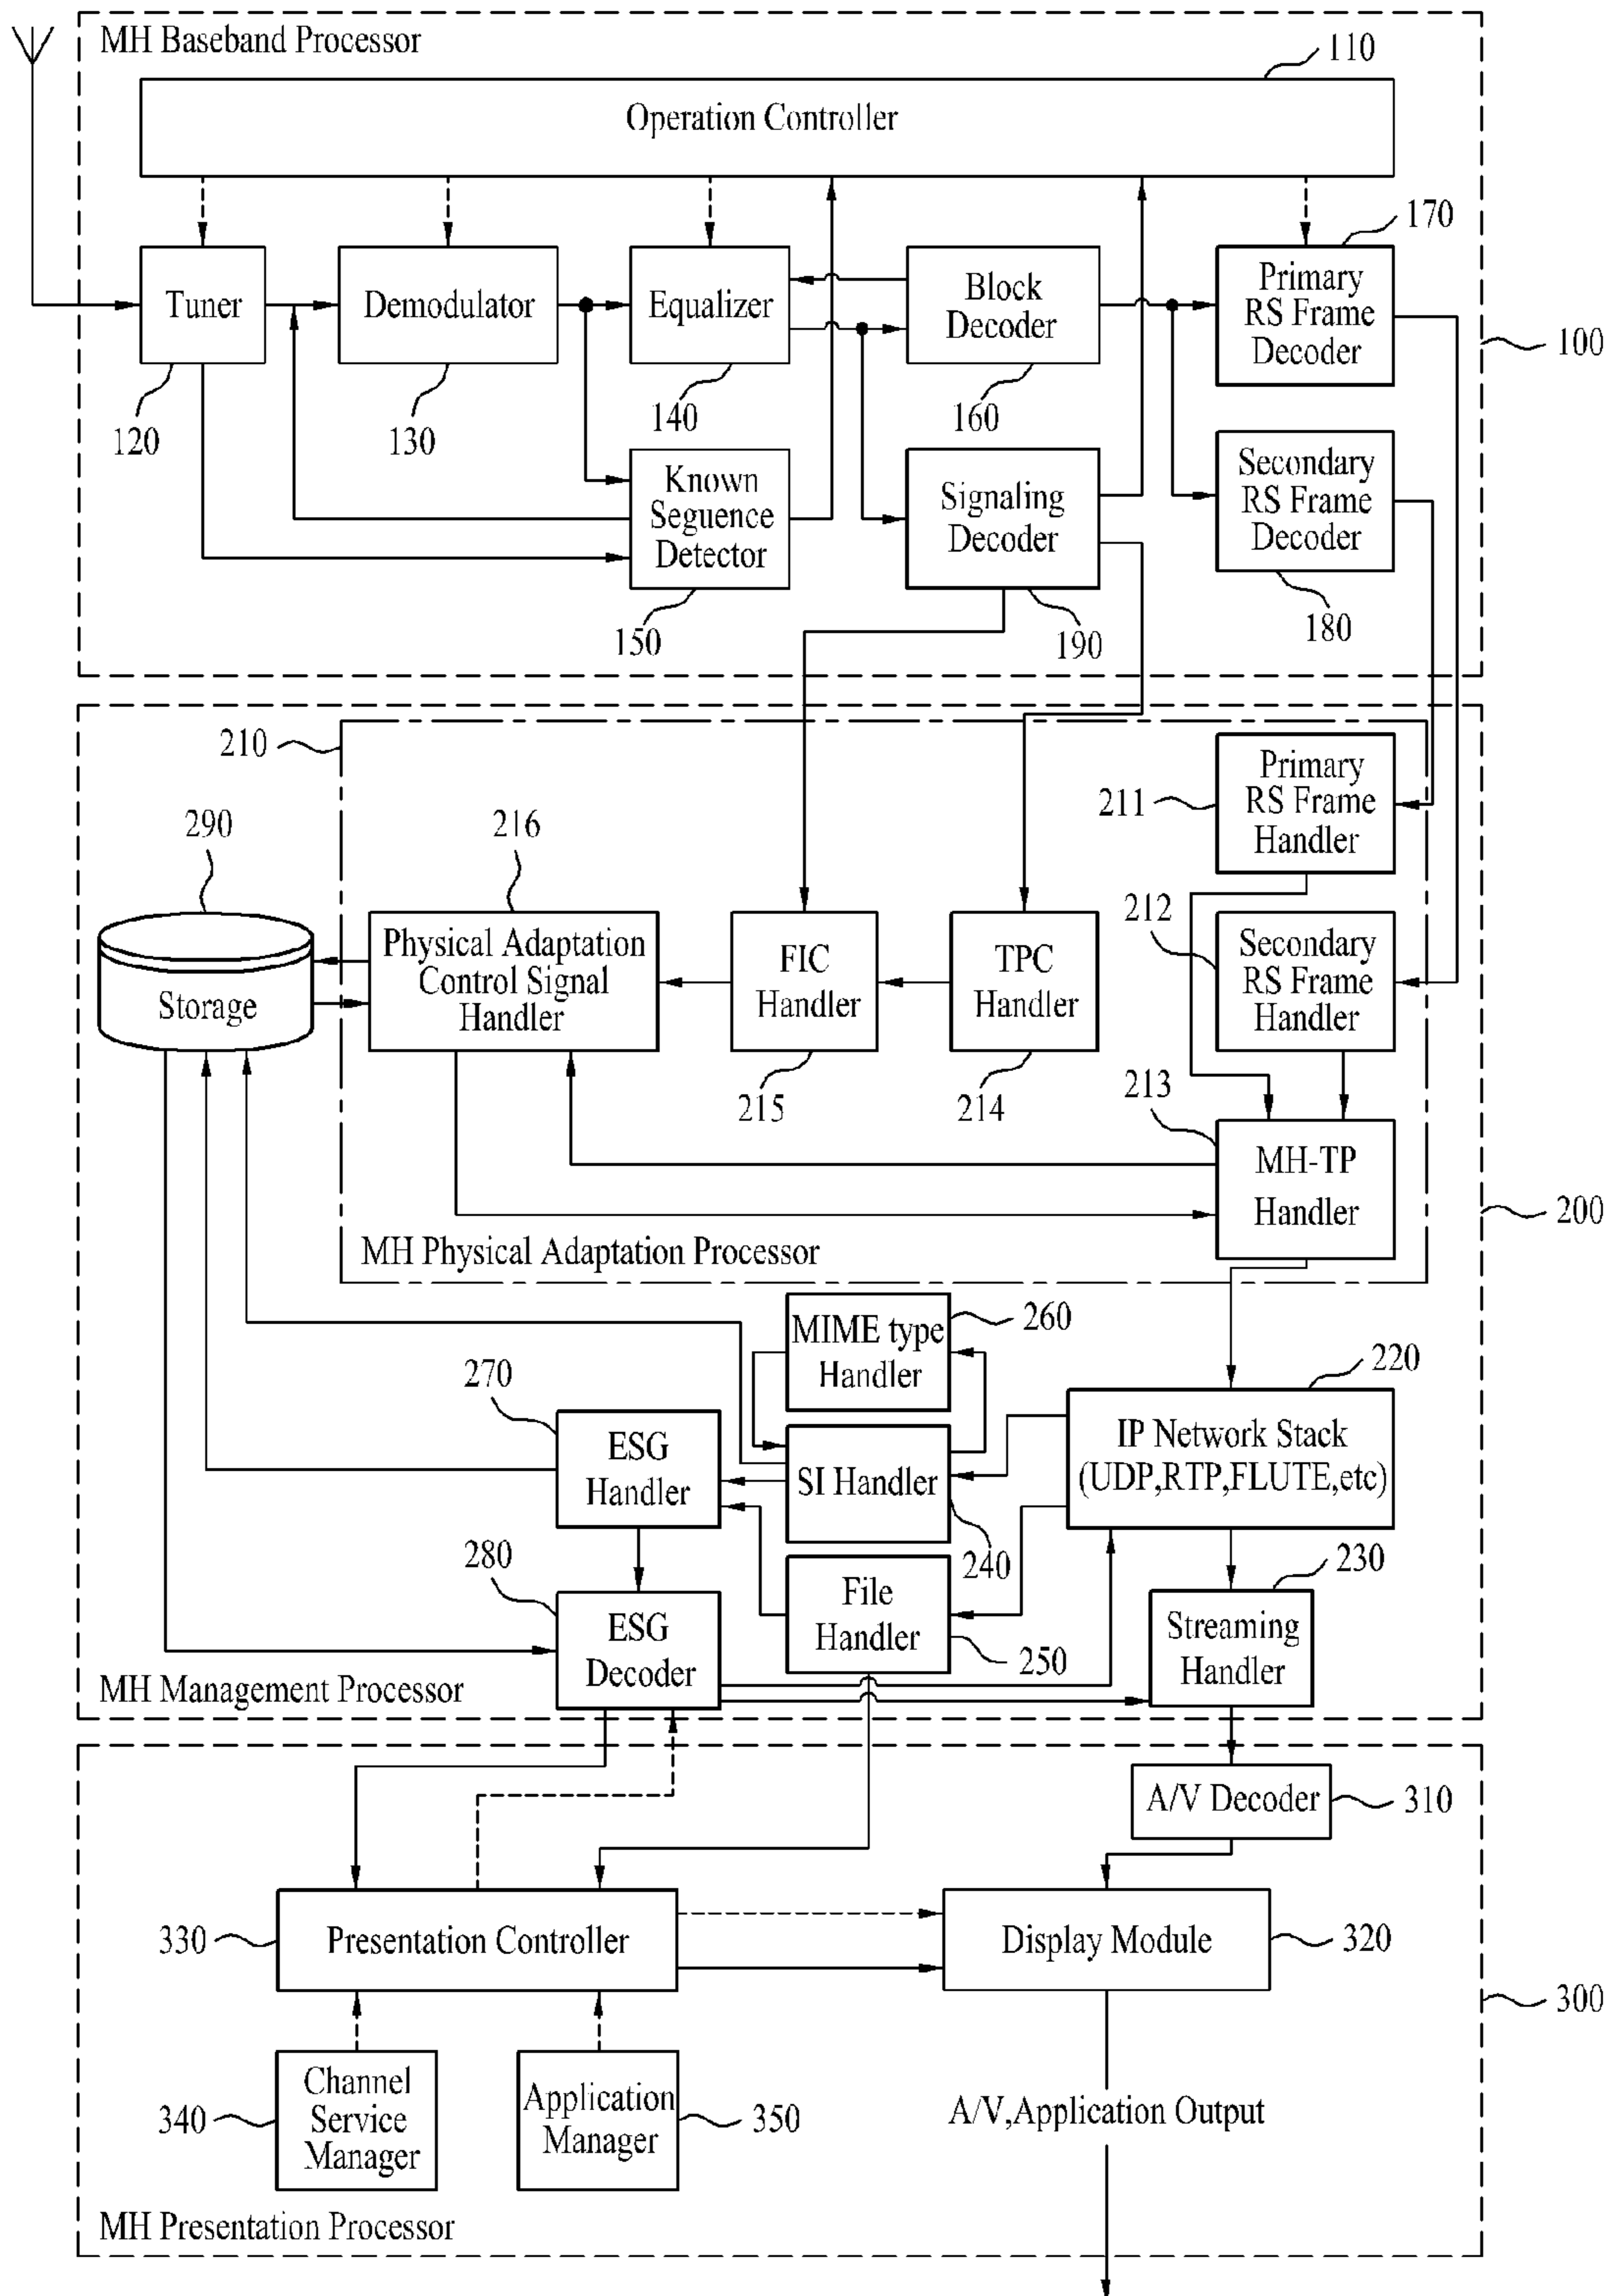 MH Baseband Processor
110
Operation Controller
170
Tuner
Demodulator
Equalizer
Block
Decoder
Primary
RS Frame
Decoder
100
120
130
140
160
Known
Seguence
Detector
Signaling
Decoder
Secondary
RS Frame
Decoder
150
190
180
210
Primary
RS Frame
Handler
211
290
216
212
Storage
Physical Adaptation
Control Signal
Handler
FIC
Handler
TPC
Handler
Secondary
RS Frame
Handler
215
214
213
MH-TP
Handler
200
MH Physical Adaptation Processor
MIME type
Handler
260
270
220
ESG
Handler
SI Handler
IP Network Stack
(UDP,RTP,FLUTE,etc)
280
240
230
ESG
Decoder
File
Handler
250
Streaming
Handler
MH Management Processor
A/V Decoder
310
330
Presentation Controller
Display Module
320
300
340
Channel
Service
Manager
Application
Manager
350
A/V,Application Output
MH Presentation Processor